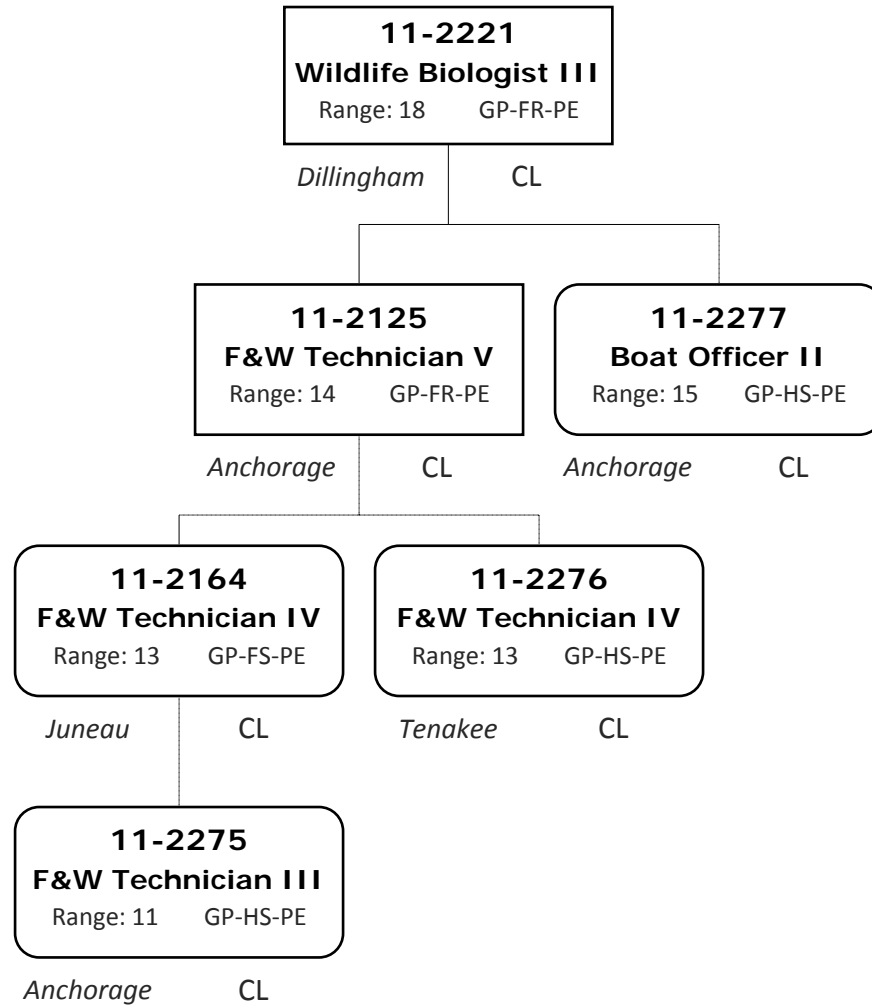 11-2221
Wildlife Biologist III
Range: 18 GP-FR-PE
Dillingham CL
11-2125
F&W Technician V
Range: 14 GP-FR-PE
Anchorage CL
11-2277
Boat Officer II
Range: 15 GP-HS-PE
Anchorage CL
11-2164
F&W Technician IV
Range: 13 GP-FS-PE
Juneau CL
11-2276
F&W Technician IV
Range: 13 GP-HS-PE
Tenakee CL
11-2275
F&W Technician III
Range: 11 GP-HS-PE
Anchorage CL